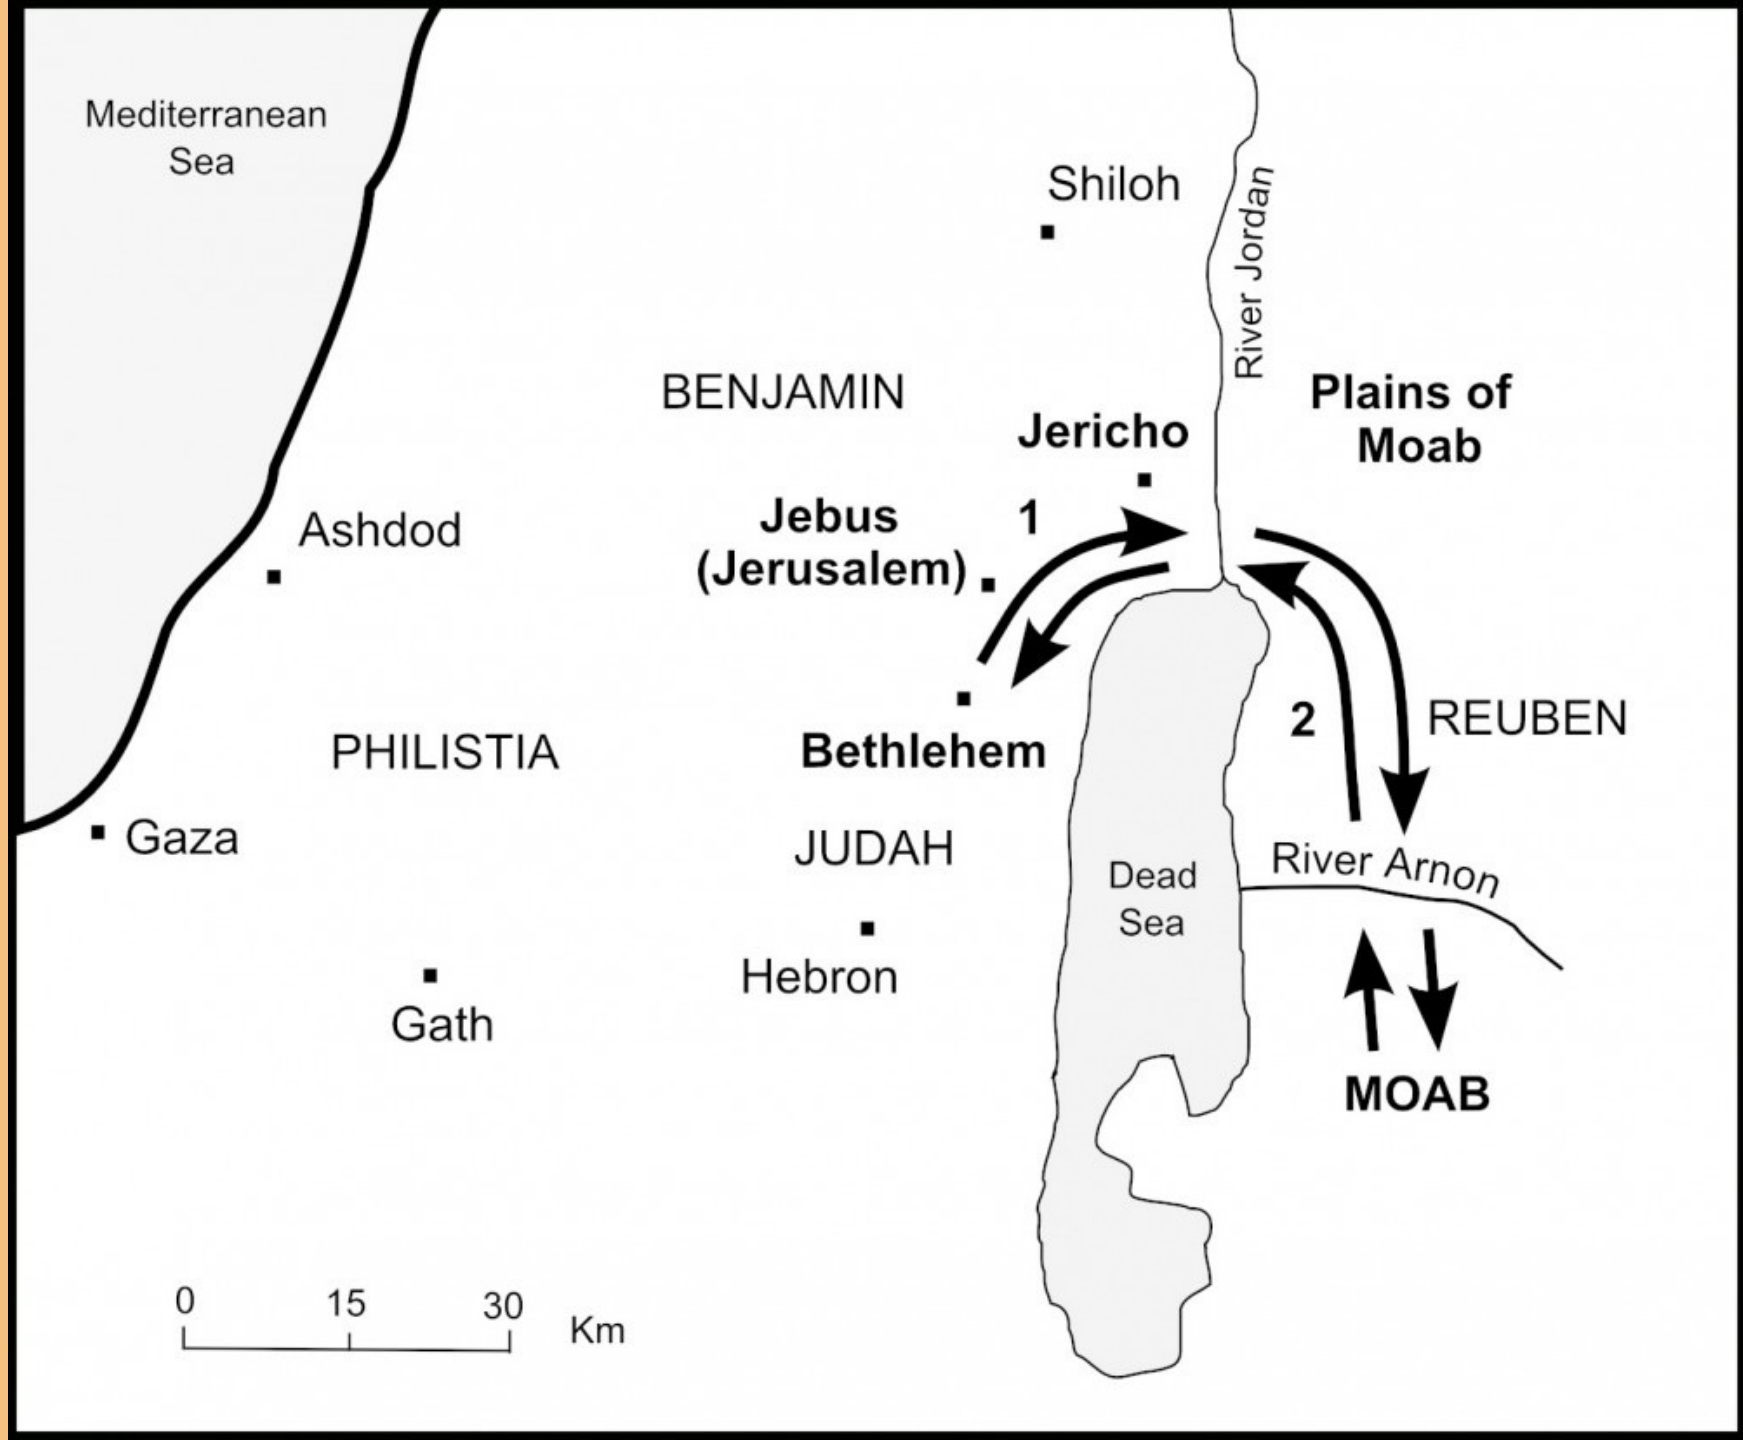 Mediterranean
Sea
Shiloh
River Jordan
BENJAMIN
Plains of
Moab
Jericho
Jebus
(Jerusalem)
1
Ashdod
2
REUBEN
Bethlehem
PHILISTIA
Gaza
JUDAH
Dead
Sea
River Arnon
Hebron
Gath
MOAB
0 15 30
Km